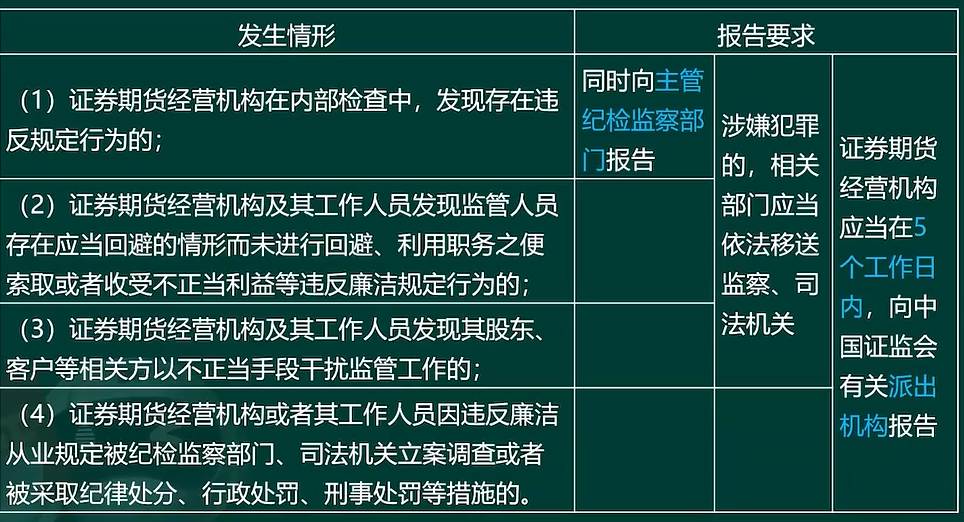 发生情形
报告要求
（1）证券期货经营机构在内部检查中，发现存在违
反规定行为的；
同时向主管
纪检监察部
门报告
涉嫌犯罪
的，相关
部门应当
依法移送
监察、司
法机关
证券期货
经营机构
应当在5
个工作日
内，向中
国证监会
有关派出
机构报告
（2）证券期货经营机构及其工作人员发现监管人员
存在应当回避的情形而未进行回避、利用职务之便
索取或者收受不正当利益等违反廉洁规定行为的；
（3）证券期货经营机构及其工作人员发现其股东、
客户等相关方以不正当手段干扰监管工作的；
（4）证券期货经营机构或者其工作人员因违反廉洁
从业规定被纪检监察部门、司法机关立案调查或者
被采取纪律处分、行政处罚、刑事处罚等措施的。